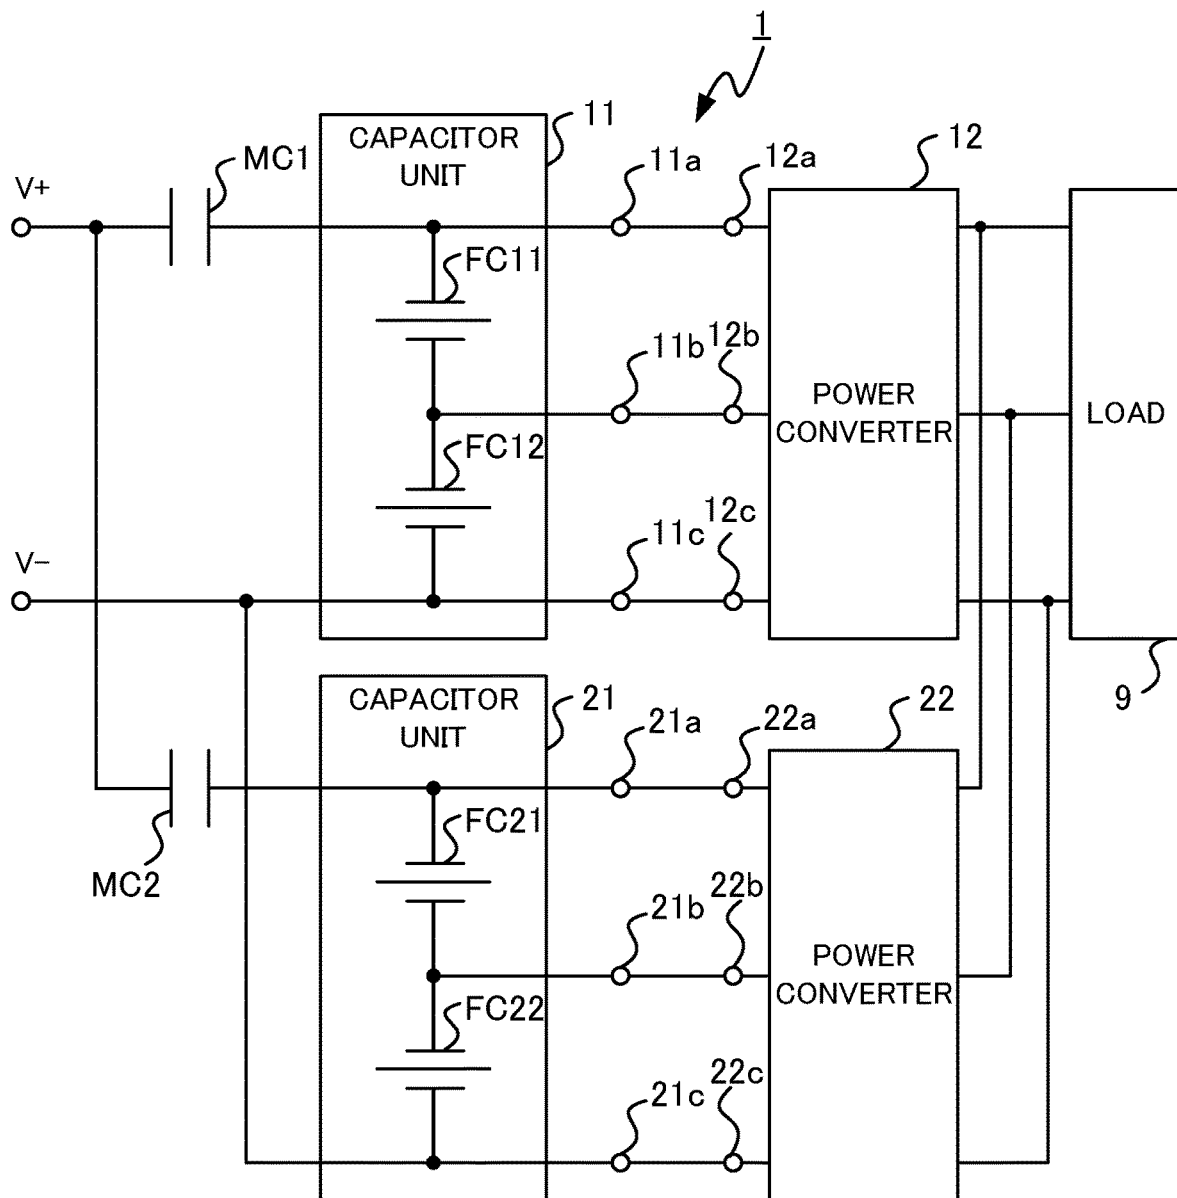 1
CAPACITOR
UNIT
11
MC1
11a
12a
12
V+
FC11
11b
12b
POWER
CONVERTER
LOAD
FC12
11c
12c
V−
9
CAPACITOR
UNIT
21
21a
22a
22
MC2
FC21
21b
22b
POWER
CONVERTER
FC22
21c
22c